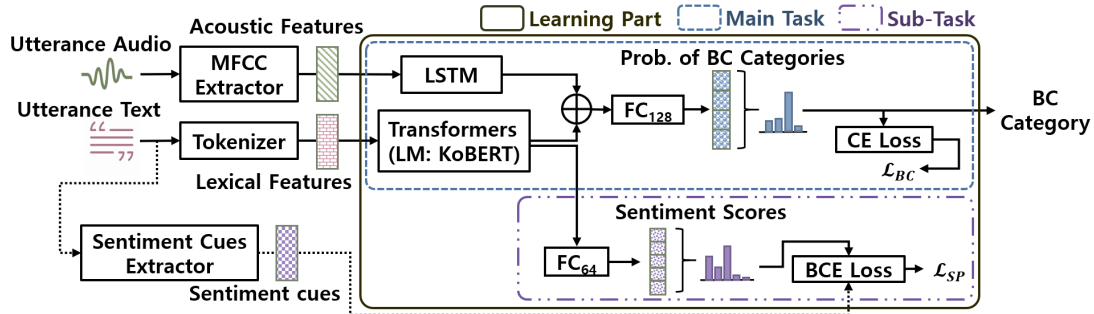 Learning Part
Main Task
Sub-Task
Utterance Audio
Acoustic Features
MFCC
Extractor
LSTM
Prob. of BC Categories
FC128
BC
Category
Utterance Text
Tokenizer
Transformers
(LM: KoBERT)
CE Loss
ℒBC
Lexical Features
Sentiment Scores
Sentiment Cues
Extractor
Sentiment cues
FC64
BCE Loss
ℒSP